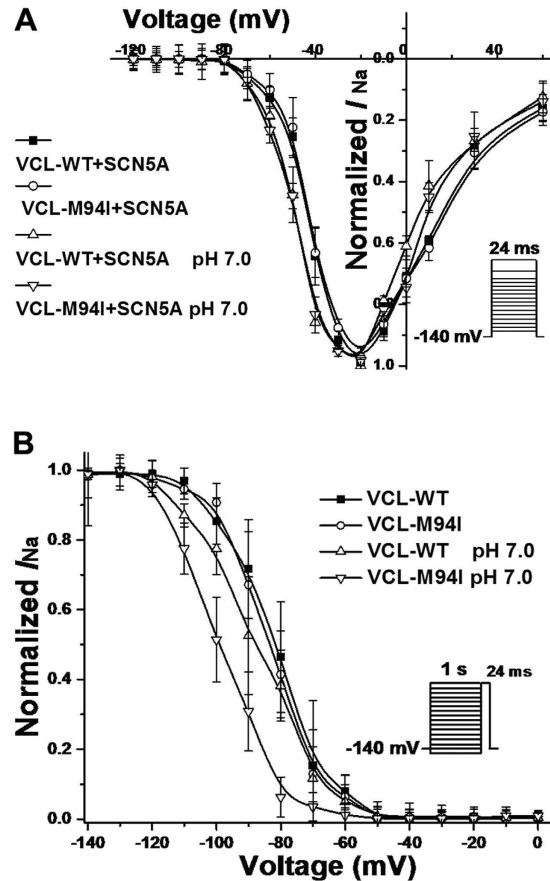 A
Voltage (mV)
-120 -80 -40 0 40
Normalized I Na
0.0
0.2
0.4
0.6
0.8
1.0
VCL-WT+SCN5A
VCL-M94I+SCN5A
VCL-WT+SCN5A pH 7.0
VCL-M94I+SCN5A pH 7.0
24 ms
-140 mV
B
Normalized INa
1.0
0.8
0.6
0.4
0.2
0.0
VCL-WT
VCL-M94I
VCL-WT pH 7.0
VCL-M94I pH 7.0
1 s 24 ms
-140 mV
-140 -120 -100 -80 -60 -40 -20 0
Voltage (mV)